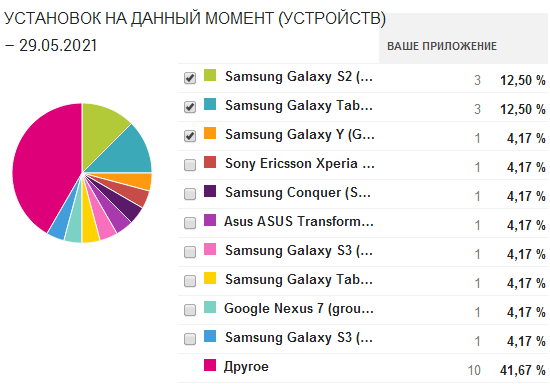 УСТАНОВОК НА ДАННЫЙ МОМЕНТ (УСТРОЙСТВ)
– 29.05.2021
ВАШЕ ПРИЛОЖЕНИЕ
Samsung Galaxy S2 (... 3 12,50 %
Samsung Galaxy Tab... 3 12,50 %
Samsung Galaxy Y (G... 1 4,17 %
Sony Ericsson Xperia ... 1 4,17 %
Samsung Conquer (S... 1 4,17 %
Asus ASUS Transform... 1 4,17 %
Samsung Galaxy S3 (... 1 4,17 %
Samsung Galaxy Tab... 1 4,17 %
Google Nexus 7 (grou... 1 4,17 %
Samsung Galaxy S3 (... 1 4,17 %
Другое 10 41,67 %